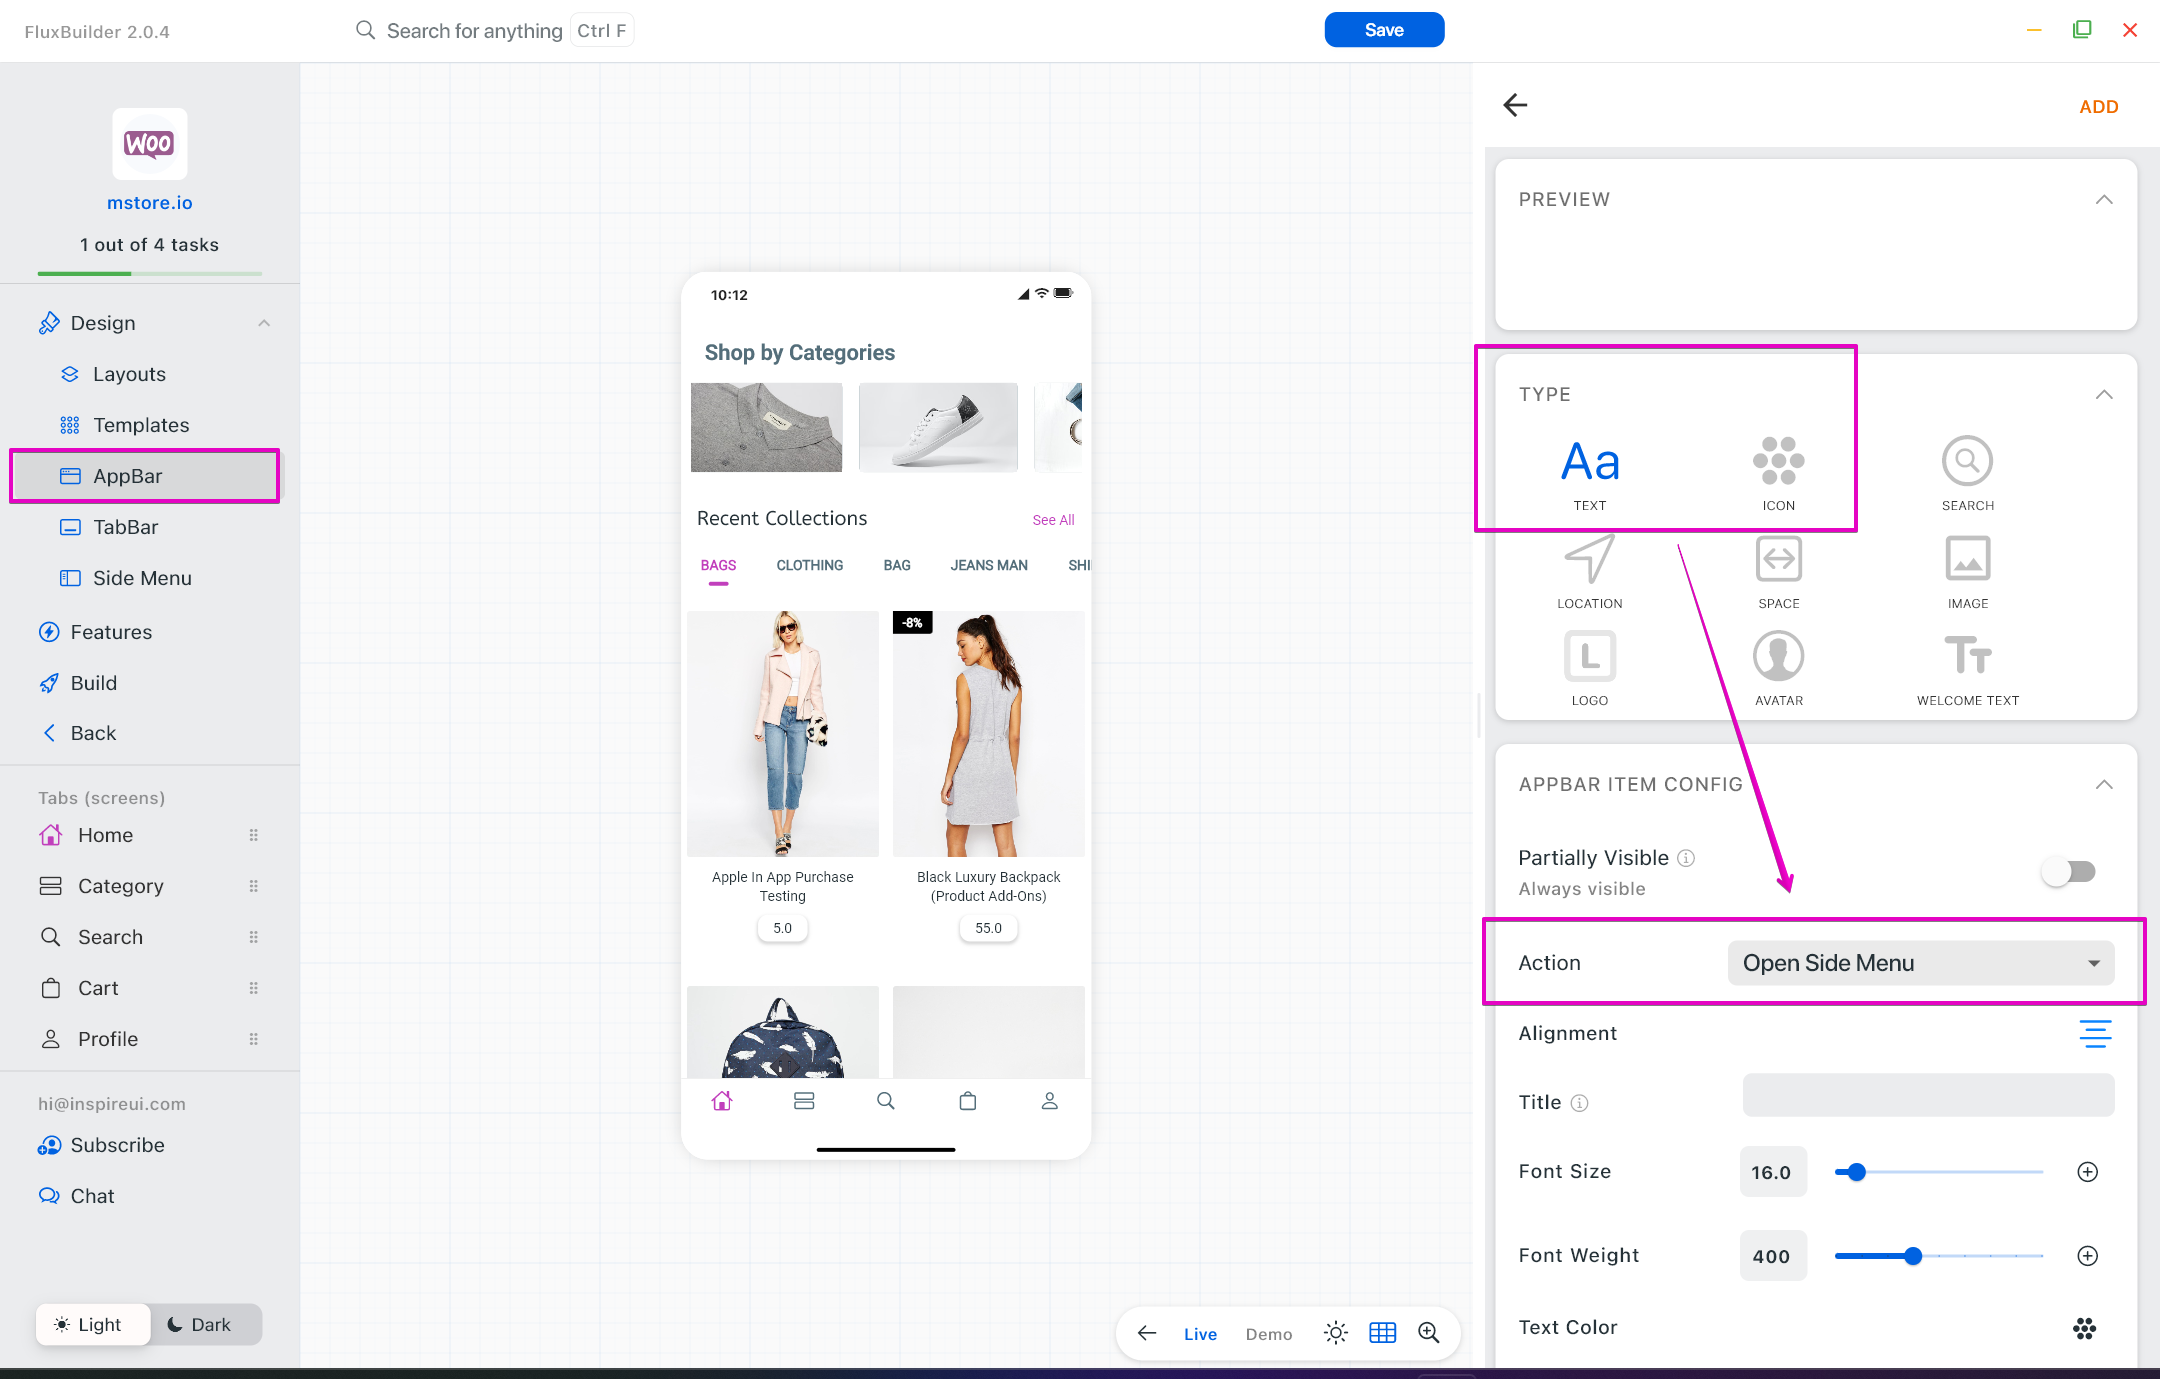 FluxBuilder 2.0.4
Search for anything
Ctrl F
Save
WOO
mstore.io
1 out of 4 tasks
Design
Layouts
Templates
AppBar
TabBar
Side Menu
Features
Build
Back
Tabs (screens)
Home
Category
Search
Cart
Profile
hi@inspireui.com
Subscribe
Chat
Light
Dark
10:12
Shop by Categories
Recent Collections
See All
BAGS
CLOTHING
BAG
JEANS MAN
SHI
-8%
Apple In App Purchase
Testing
5.0
Black Luxury Backpack
(Product Add-Ons)
55.0
Live
Demo
ADD
PREVIEW
TYPE
Aa
TEXT
ICON
SEARCH
LOCATION
SPACE
IMAGE
L
LOGO
AVATAR
TT
WELCOME TEXT
APPBAR ITEM CONFIG
Partially Visible
Always visible
Action
Open Side Menu
Alignment
Title
Font Size
16.0
Font Weight
400
Text Color